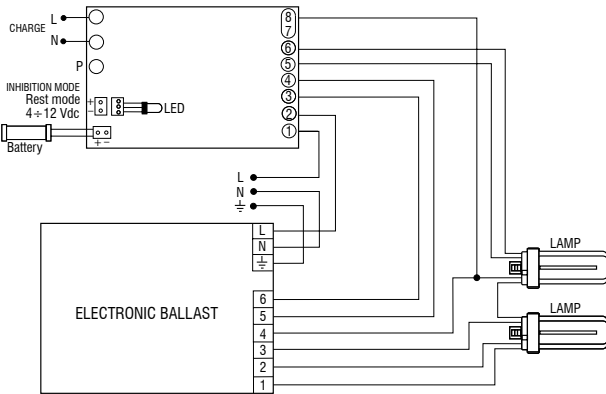 CHARGE
L
N
P
INHIBITION MODE
Rest mode
4÷12 Vdc
+
−
LED
Battery
+ −
8
7
6
5
4
3
2
1
L
N
ELECTRONIC BALLAST
L
N
6
5
4
3
2
1
LAMP
LAMP